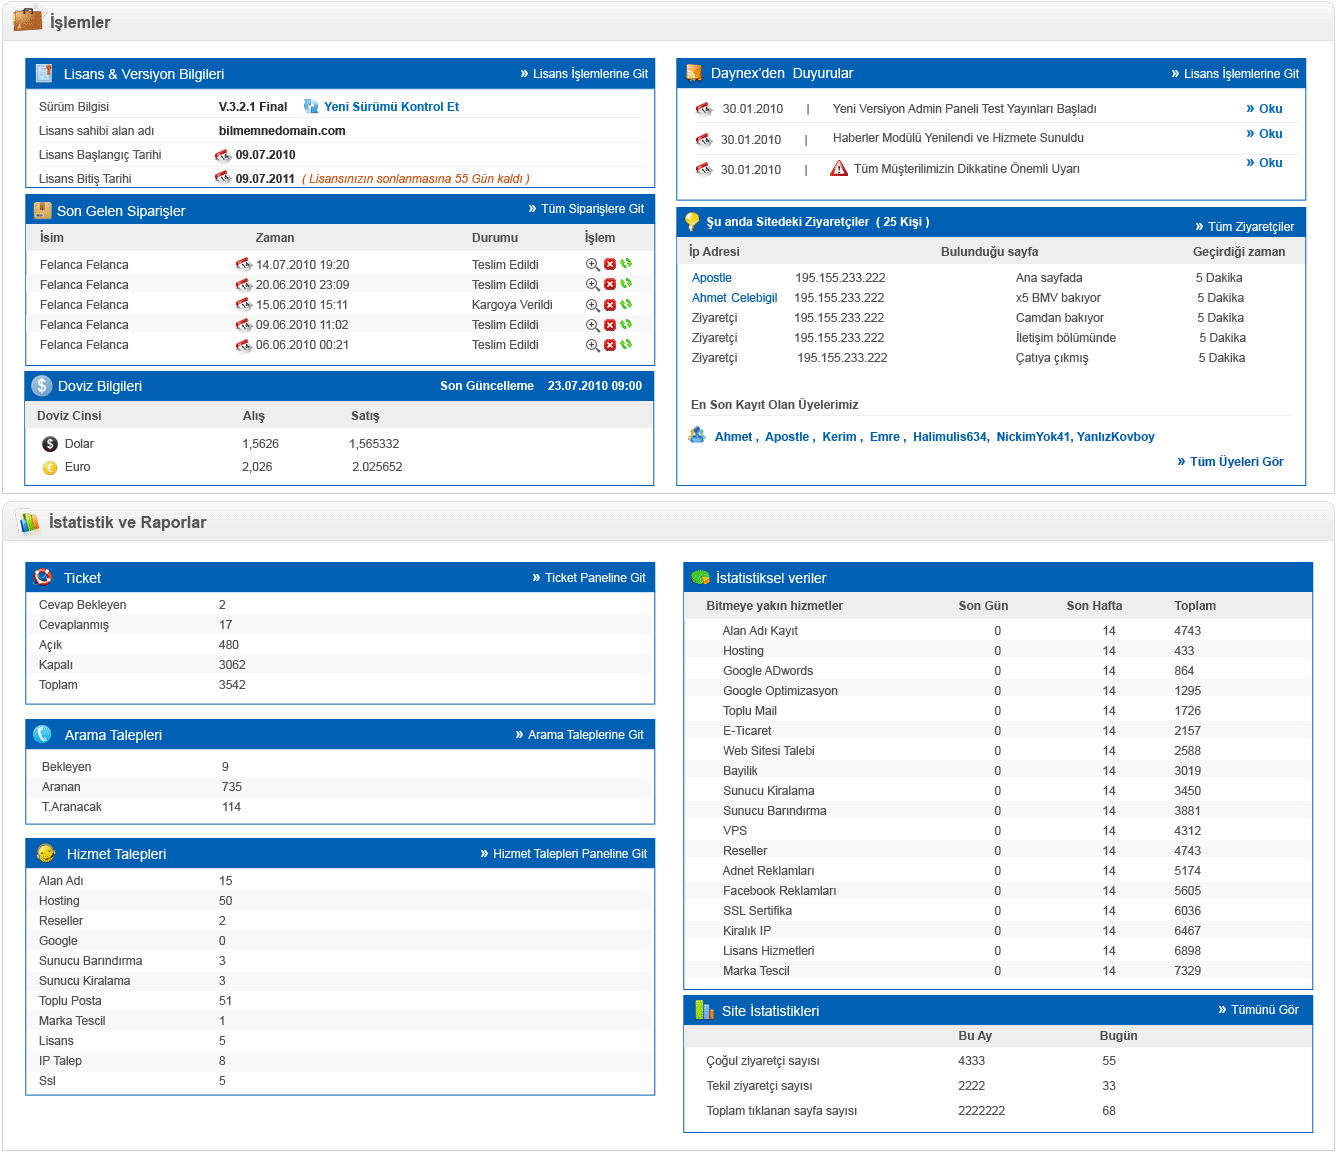 İşlemler
Lisans & Versiyon Bilgileri » Lisans İşlemlerine Git
Sürüm Bilgisi V.3.2.1 Final Yeni Sürümü Kontrol Et
Lisans sahibi alan adı bilmemnedomain.com
Lisans Başlangıç Tarihi 09.07.2010
Lisans Bitiş Tarihi 09.07.2011 ( Lisansınızın sonlanmasına 55 Gün kaldı )
Son Gelen Siparişler » Tüm Siparişlere Git
İsim Zaman Durumu İşlem
Felanca Felanca 14.07.2010 19:20 Teslim Edildi
Felanca Felanca 20.06.2010 23:09 Teslim Edildi
Felanca Felanca 15.06.2010 15:11 Kargoya Verildi
Felanca Felanca 09.06.2010 11:02 Teslim Edildi
Felanca Felanca 06.06.2010 00:21 Teslim Edildi
Doviz Bilgileri Son Güncelleme 23.07.2010 09:00
Doviz Cinsi Alış Satış
Dolar 1,5626 1,565332
Euro 2,026 2.025652
Daynex'den Duyurular » Lisans İşlemlerine Git
30.01.2010 | Yeni Versiyon Admin Paneli Test Yayınları Başladı » Oku
30.01.2010 | Haberler Modülü Yenilendi ve Hizmete Sunuldu » Oku
30.01.2010 | Tüm Müşterilimizin Dikkatine Önemli Uyarı » Oku
Şu anda Sitedeki Ziyaretçiler ( 25 Kişi ) » Tüm Ziyaretçiler
İp Adresi Bulunduğu sayfa Geçirdiği zaman
Apostle 195.155.233.222 Ana sayfada 5 Dakika
Ahmet Celebigil 195.155.233.222 x5 BMV bakıyor 5 Dakika
Ziyaretçi 195.155.233.222 Camdan bakıyor 5 Dakika
Ziyaretçi 195.155.233.222 İletişim bölümünde 5 Dakika
Ziyaretçi 195.155.233.222 Çatıya çıkmış 5 Dakika
En Son Kayıt Olan Üyelerimiz
Ahmet , Apostle , Kerim , Emre , Halimulis634, NickimYok41, YanlızKovboy
» Tüm Üyeleri Gör
İstatistik ve Raporlar
Ticket » Ticket Paneline Git
Cevap Bekleyen 2
Cevaplanmış 17
Açık 480
Kapalı 3062
Toplam 3542
Arama Talepleri » Arama Taleplerine Git
Bekleyen 9
Aranan 735
T.Aranacak 114
Hizmet Talepleri » Hizmet Talepleri Paneline Git
Alan Adı 15
Hosting 50
Reseller 2
Google 0
Sunucu Barındırma 3
Sunucu Kiralama 3
Toplu Posta 51
Marka Tescil 1
Lisans 5
IP Talep 8
Ssl 5
İstatistiksel veriler
Bitmeye yakın hizmetler Son Gün Son Hafta Toplam
Alan Adı Kayıt 0 14 4743
Hosting 0 14 433
Google ADwords 0 14 864
Google Optimizasyon 0 14 1295
Toplu Mail 0 14 1726
E-Ticaret 0 14 2157
Web Sitesi Talebi 0 14 2588
Bayilik 0 14 3019
Sunucu Kiralama 0 14 3450
Sunucu Barındırma 0 14 3881
VPS 0 14 4312
Reseller 0 14 4743
Adnet Reklamları 0 14 5174
Facebook Reklamları 0 14 5605
SSL Sertifika 0 14 6036
Kiralık IP 0 14 6467
Lisans Hizmetleri 0 14 6898
Marka Tescil 0 14 7329
Site İstatistikleri » Tümünü Gör
Bu Ay Bugün
Çoğul ziyaretçi sayısı 4333 55
Tekil ziyaretçi sayısı 2222 33
Toplam tıklanan sayfa sayısı 2222222 68